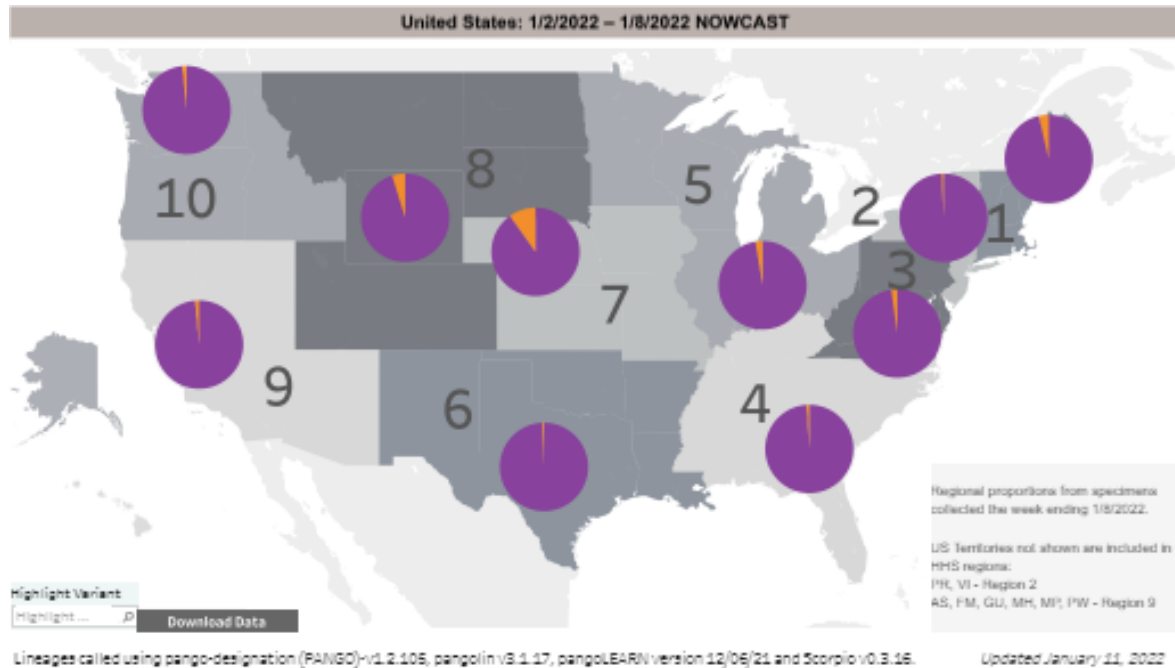 United States: 1/2/2022 – 1/8/2022 NOWCAST
10
8
5
2
1
3
7
9
6
4
Regional proportions from specimens
collected the week ending 1/8/2022.
US Territories not shown are included in
HHS regions:
PR, VI - Region 2
AS, FM, GU, MH, MP, PW - Region 9
Highlight Variant
Highlight ...
Download Data
Lineages called using pango-designation (PANGO)-v1.2.105, pangolin v3.1.17, pangoLEARN version 12/06/21 and Scorpio v0.3.16.
Updated January 11, 2022